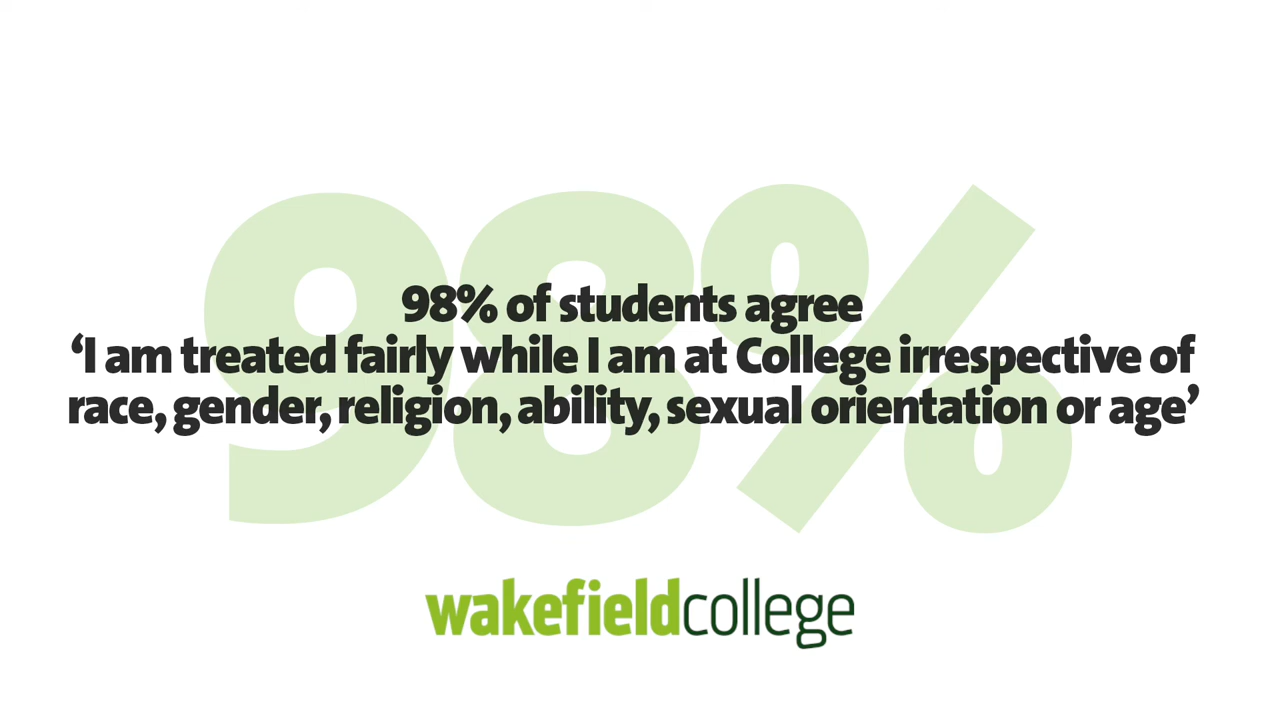 98%
98% of students agree
‘I am treated fairly while I am at College irrespective of
race, gender, religion, ability, sexual orientation or age’
wakefieldcollege